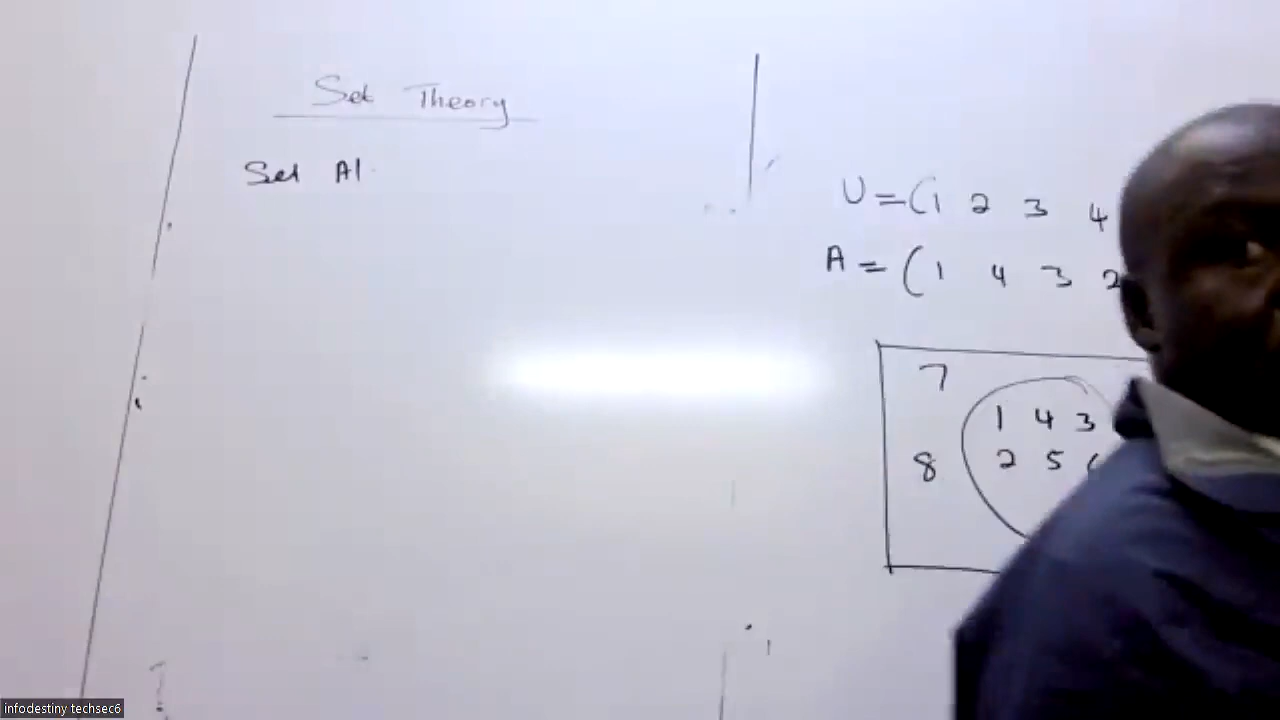 Set Theory
Set Al
U = ( 1 2 3 4
A = ( 1 4 3 2
7
1 4 3
8
2 5
infodestiny techsec6